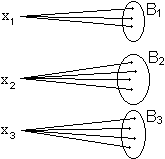 x₁ B₁
x₂ B₂
x₃ B₃